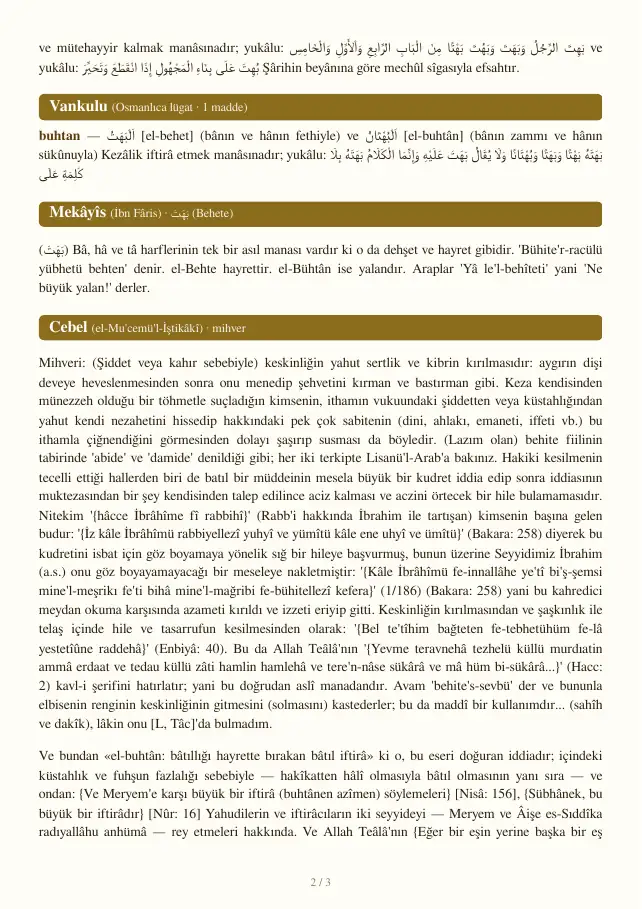 ve mütehayyir kalmak manâsınadır; yukâlu: بَهِتَ الرَّجُلُ وَبَهَتَ وَبَهُتَ بَهْتًا مِنَ الْبَابِ الرَّابِعِ وَالْأَوَّلِ وَالْخَامِسِ ve
yukâlu: بُهِتَ عَلَى بِنَاءِ الْمَجْهُولِ إِذَا انْقَطَعَ وَتَحَيَّرَ Şârihin beyânına göre mechûl sîgasıyla efsahtır.
Vankulu (Osmanlıca lügat · 1 madde)
buhtan — اَلْبَهَتُ [el-behet] (bânın ve hânın fethiyle) ve اَلْبُهْتَانُ [el-buhtân] (bânın zammı ve hânın
sükûnuyla) Kezâlik iftirâ etmek manâsınadır; yukâlu: بَهَتَهُ بَهْتًا وَبَهَتًا وَبُهْتَانًا وَلَا يُقَالُ بَهَتَ عَلَيْهِ وَإِنَّمَا الْكَلَامُ بَهَتَهُ بِلَا
كَلِمَةِ عَلَى
Mekâyîs (İbn Fâris) · بَهَتَ (Behete)
(بَهَتَ) Bâ, hâ ve tâ harflerinin tek bir asıl manası vardır ki o da dehşet ve hayret gibidir. 'Bühite'r-racülü
yübhetü behten' denir. el-Behte hayrettir. el-Bühtân ise yalandır. Araplar 'Yâ le'l-behîteti' yani 'Ne
büyük yalan!' derler.
Cebel (el-Mu'cemü'l-İştikâkî) · mihver
Mihveri: (Şiddet veya kahır sebebiyle) keskinliğin yahut sertlik ve kibrin kırılmasıdır: aygırın dişi
deveye heveslenmesinden sonra onu menedip şehvetini kırman ve bastırman gibi. Keza kendisinden
münezzeh olduğu bir töhmetle suçladığın kimsenin, ithamın vukuundaki şiddetten veya küstahlığından
yahut kendi nezahetini hissedip hakkındaki pek çok sabitenin (dini, ahlakı, emaneti, iffeti vb.) bu
ithamla çiğnendiğini görmesinden dolayı şaşırıp susması da böyledir. (Lazım olan) behite fiilinin
tabirinde 'abide' ve 'damide' denildiği gibi; her iki terkipte Lisanü'l-Arab'a bakınız. Hakiki kesilmenin
tecelli ettiği hallerden biri de batıl bir müddeinin mesela büyük bir kudret iddia edip sonra iddiasının
muktezasından bir şey kendisinden talep edilince aciz kalması ve aczini örtecek bir hile bulamamasıdır.
Nitekim '{hâcce İbrâhîme fî rabbihî}' (Rabb'i hakkında İbrahim ile tartışan) kimsenin başına gelen
budur: '{İz kâle İbrâhîmü rabbiyellezî yuhyî ve yümîtü kâle ene uhyî ve ümîtü}' (Bakara: 258) diyerek bu
kudretini isbat için göz boyamaya yönelik sığ bir hileye başvurmuş, bunun üzerine Seyyidimiz İbrahim
(a.s.) onu göz boyayamayacağı bir meseleye nakletmiştir: '{Kâle İbrâhîmü fe-innallâhe ye'tî bi'ş-şemsi
mine'l-meşrikı fe'ti bihâ mine'l-mağribi fe-bühitellezî kefera}' (1/186) (Bakara: 258) yani bu kahredici
meydan okuma karşısında azameti kırıldı ve izzeti eriyip gitti. Keskinliğin kırılmasından ve şaşkınlık ile
telaş içinde hile ve tasarrufun kesilmesinden olarak: '{Bel te'tîhim bağteten fe-tebhetühüm fe-lâ
yestetîûne raddehâ}' (Enbiyâ: 40). Bu da Allah Teâlâ'nın '{Yevme teravnehâ tezhelü küllü murdıatin
ammâ erdaat ve tedau küllü zâti hamlin hamlehâ ve tere'n-nâse sükârâ ve mâ hüm bi-sükârâ...}' (Hacc:
2) kavl-i şerifini hatırlatır; yani bu doğrudan aslî manadandır. Avam 'behite's-sevbü' der ve bununla
elbisenin renginin keskinliğinin gitmesini (solmasını) kastederler; bu da maddî bir kullanımdır... (sahîh
ve dakîk), lâkin onu [L, Tâc]'da bulmadım.
Ve bundan «el-buhtân: bâtıllığı hayrette bırakan bâtıl iftirâ» ki o, bu eseri doğuran iddiadır; içindeki
küstahlık ve fuhşun fazlalığı sebebiyle — hakîkatten hâlî olmasıyla bâtıl olmasının yanı sıra — ve
ondan: {Ve Meryem'e karşı büyük bir iftira (buhtânen azîmen) söylemeleri} [Nisâ: 156], {Sübhânek, bu
büyük bir iftirâdır} [Nûr: 16] Yahudilerin ve iftirâcıların iki seyyideyi — Meryem ve Âişe es-Sıddîka
radıyallâhu anhümâ — rey etmeleri hakkında. Ve Allah Teâlâ'nın {Eğer bir eşin yerine başka bir eş
2 / 3